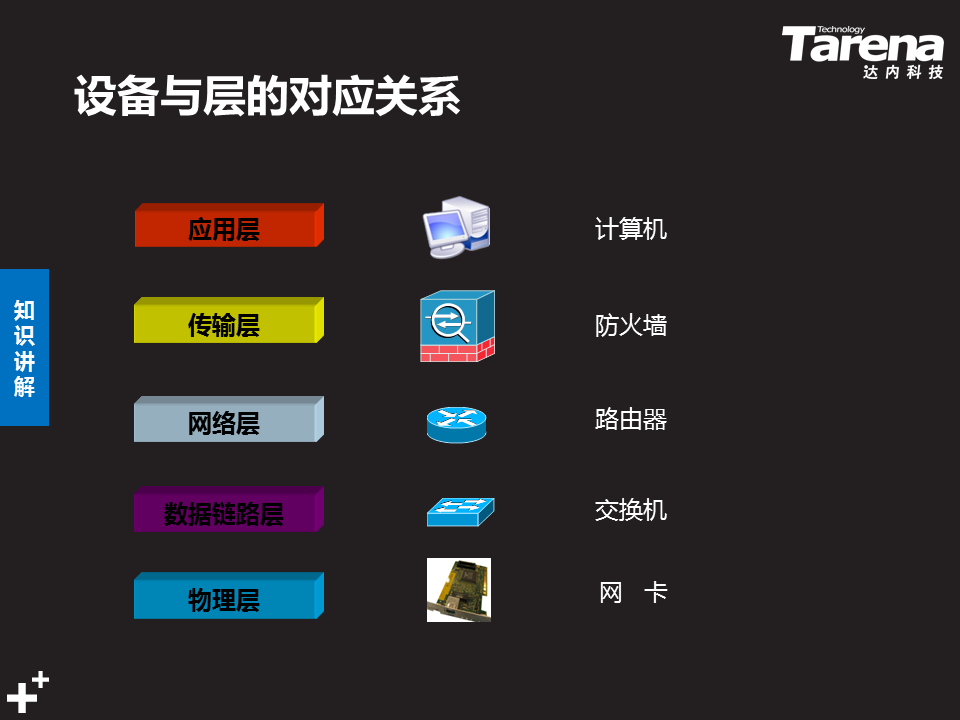 Technology
Tarena
达内科技
设备与层的对应关系
知识讲解
应用层
计算机
传输层
防火墙
网络层
路由器
数据链路层
交换机
物理层
网 卡